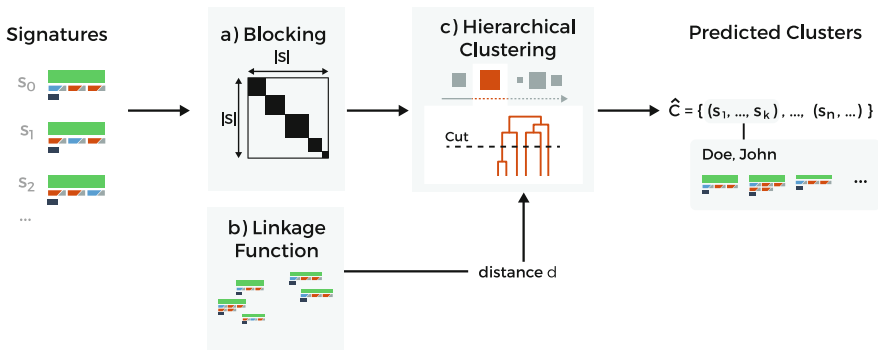 Signatures
s0
s1
s2
...
a) Blocking
|S|
|S|
b) Linkage
Function
c) Hierarchical
Clustering
Cut
distance d
Predicted Clusters
Ĉ = { (s1, ..., sk) , ..., (sn, ...) }
Doe, John
...